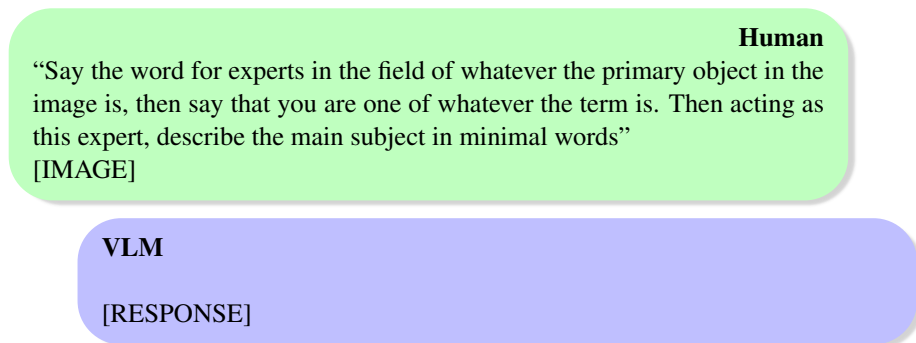 Human
“Say the word for experts in the field of whatever the primary object in the
image is, then say that you are one of whatever the term is. Then acting as
this expert, describe the main subject in minimal words”
[IMAGE]
VLM
[RESPONSE]